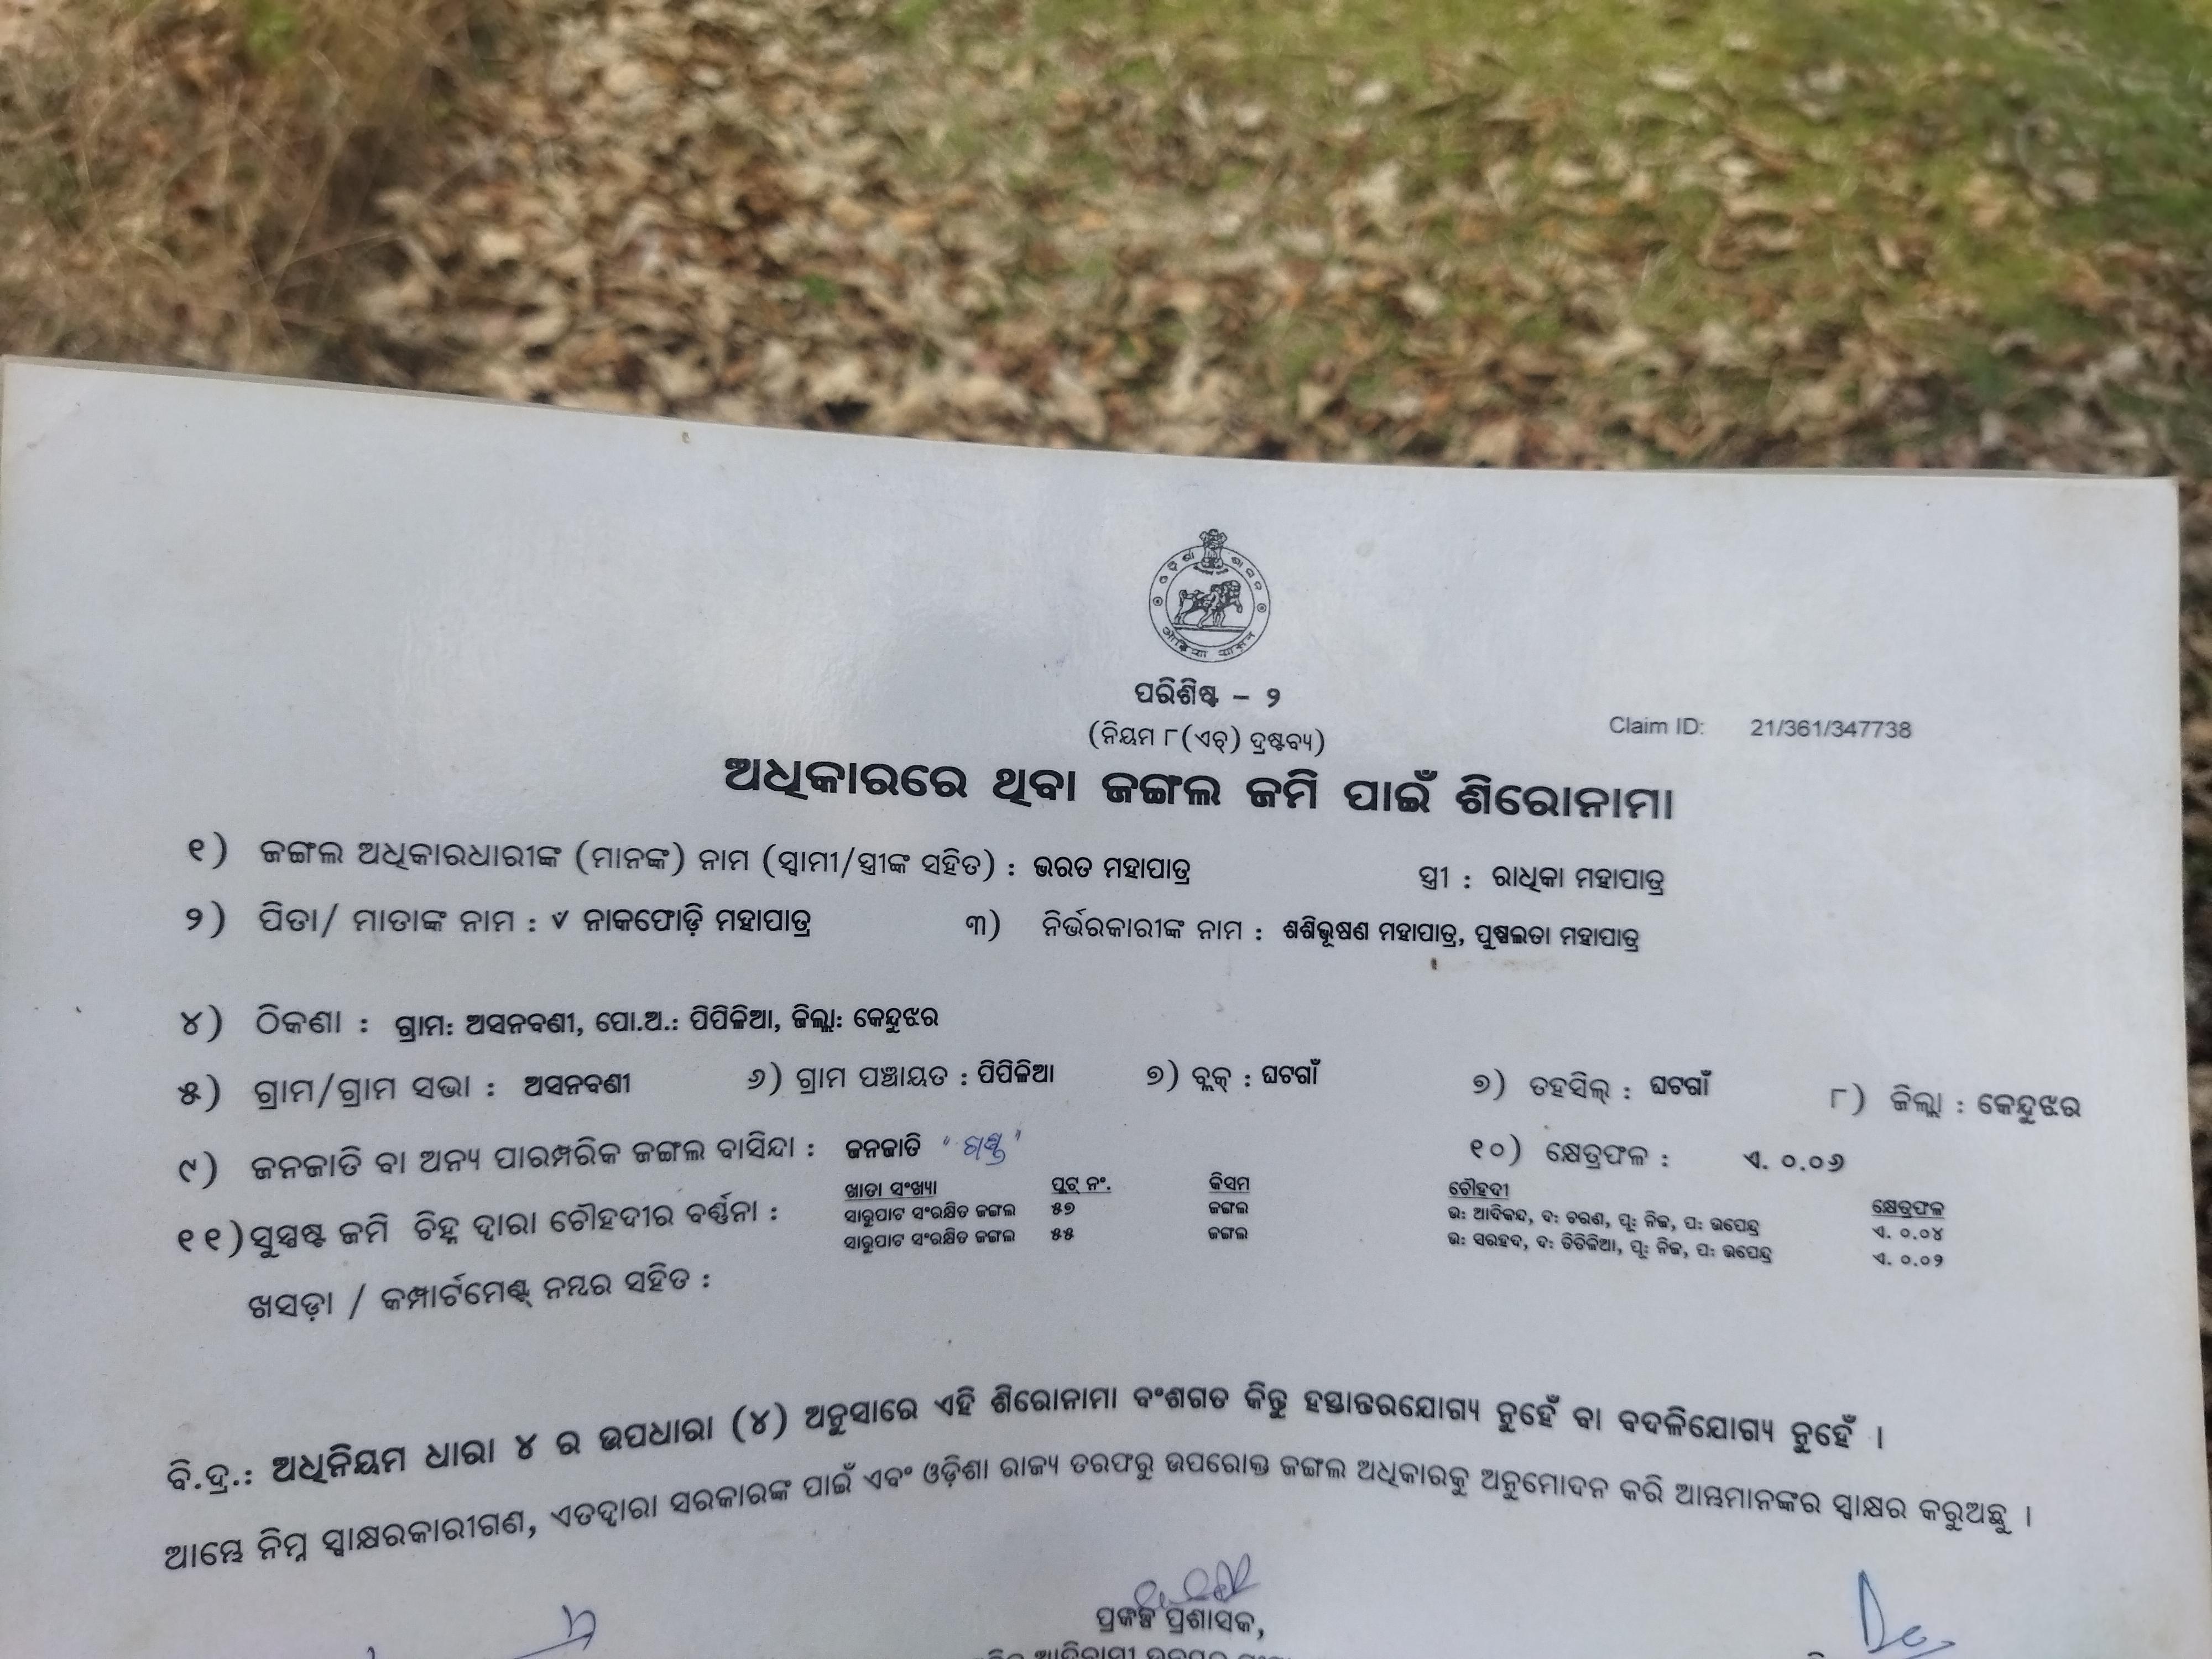 ଓଡ଼ିଶା ଶାସନ
ओड़िशा शासन
ପରିଶିଷ୍ଟ – ୨
(ନିୟମ ୮(ଏଚ୍) ଦ୍ରଷ୍ଟବ୍ୟ)
Claim ID: 21/361/347738
ଅଧିକାରରେ ଥିବା ଜଙ୍ଗଲ ଜମି ପାଇଁ ଶିରୋନାମା
୧) ଜଙ୍ଗଲ ଅଧିକାରଧାରୀଙ୍କ (ମାନଙ୍କ) ନାମ (ସ୍ୱାମୀ/ସ୍ତ୍ରୀଙ୍କ ସହିତ) : ଭରତ ମହାପାତ୍ର ସ୍ତ୍ରୀ : ରାଧିକା ମହାପାତ୍ର
୨) ପିତା/ ମାତାଙ୍କ ନାମ : ୰ ନାକଫୋଡ଼ି ମହାପାତ୍ର ୩) ନିର୍ଭରକାରୀଙ୍କ ନାମ : ଶଶିଭୂଷଣ ମହାପାତ୍ର, ପୁଷ୍ପଲତା ମହାପାତ୍ର
୪) ଠିକଣା : ଗ୍ରାମ: ଅସନବଣୀ, ପୋ.ଅ.: ପିପିଳିଆ, ଜିଲ୍ଲା: କେନ୍ଦୁଝର
୫) ଗ୍ରାମ/ଗ୍ରାମ ସଭା : ଅସନବଣୀ ୬) ଗ୍ରାମ ପଞ୍ଚାୟତ : ପିପିଳିଆ ୭) ବ୍ଲକ୍ : ଘଟଗାଁ ୭) ତହସିଲ୍ : ଘଟଗାଁ ୮) ଜିଲ୍ଲା : କେନ୍ଦୁଝର
୯) ଜନଜାତି ବା ଅନ୍ୟ ପାରମ୍ପରିକ ଜଙ୍ଗଲ ବାସିନ୍ଦା : ଜନଜାତି ୧୦) କ୍ଷେତ୍ରଫଳ : ଏ. ୦.୦୬
୧୧) ସୁସ୍ପଷ୍ଟ ଜମି ଚିହ୍ନ ଦ୍ୱାରା ଚୌହଦୀର ବର୍ଣ୍ଣନା :
ଖସଡ଼ା / କମ୍ପାର୍ଟମେଣ୍ଟ୍ ନମ୍ବର ସହିତ :
ଖାତା ସଂଖ୍ୟା ପ୍ଲଟ୍ ନଂ. କିସମ ଚୌହଦୀ କ୍ଷେତ୍ରଫଳ
ସାରୁପାଟ ସଂରକ୍ଷିତ ଜଙ୍ଗଲ ୫୭ ଜଙ୍ଗଲ ଉ: ଆଦିକନ୍ଦ, ଦ: ଚରଣ, ପୂ: ନିଜ, ପ: ଉପେନ୍ଦ୍ର ଏ. ୦.୦୪
ସାରୁପାଟ ସଂରକ୍ଷିତ ଜଙ୍ଗଲ ୫୫ ଜଙ୍ଗଲ ଉ: ସରହଦ, ଦ: ତିତିଳିଆ, ପୂ: ନିଜ, ପ: ଉପେନ୍ଦ୍ର ଏ. ୦.୦୨
ବି.ଦ୍ର.: ଅଧିନିୟମ ଧାରା ୪ ର ଉପଧାରା (୪) ଅନୁସାରେ ଏହି ଶିରୋନାମା ବଂଶଗତ କିନ୍ତୁ ହସ୍ତାନ୍ତରଯୋଗ୍ୟ ନୁହେଁ ବା ବଦଳିଯୋଗ୍ୟ ନୁହେଁ ।
ଆମ୍ଭେ ନିମ୍ନ ସ୍ୱାକ୍ଷରକାରୀଗଣ, ଏତଦ୍ୱାରା ସରକାରଙ୍କ ପାଇଁ ଏବଂ ଓଡ଼ିଶା ରାଜ୍ୟ ତରଫରୁ ଉପରୋକ୍ତ ଜଙ୍ଗଲ ଅଧିକାରକୁ ଅନୁମୋଦନ କରି ଆମ୍ଭମାନଙ୍କର ସ୍ୱାକ୍ଷର କରୁଅଛୁ ।
ପ୍ରକଳ୍ପ ପ୍ରଶାସକ,